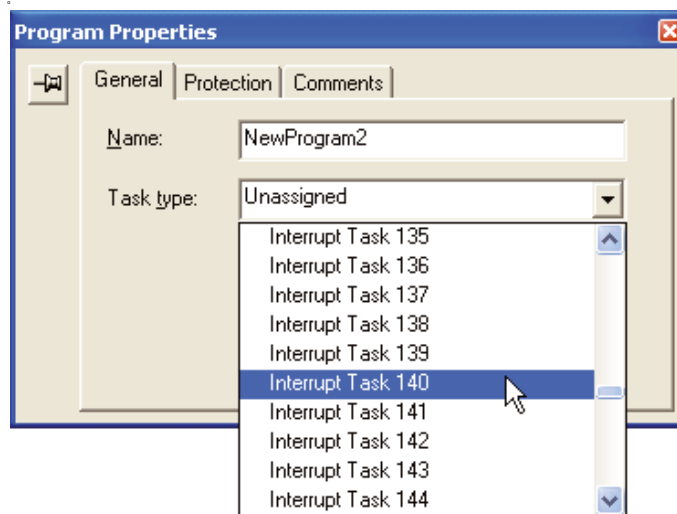 Program Properties
General Protection Comments
Name: NewProgram2
Task type: Unassigned
Interrupt Task 135
Interrupt Task 136
Interrupt Task 137
Interrupt Task 138
Interrupt Task 139
Interrupt Task 140
Interrupt Task 141
Interrupt Task 142
Interrupt Task 143
Interrupt Task 144